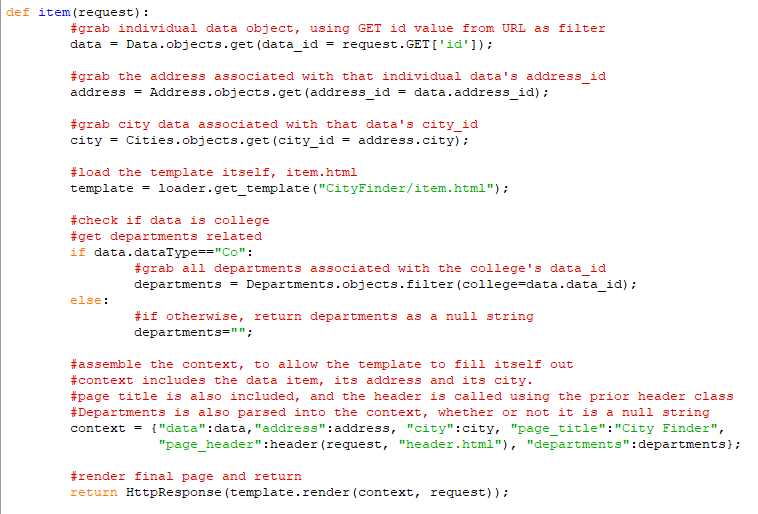 def item(request):
#grab individual data object, using GET id value from URL as filter
data = Data.objects.get(data_id = request.GET['id']);
#grab the address associated with that individual data's address_id
address = Address.objects.get(address_id = data.address_id);
#grab city data associated with that data's city_id
city = Cities.objects.get(city_id = address.city);
#load the template itself, item.html
template = loader.get_template("CityFinder/item.html");
#check if data is college
#get departments related
if data.dataType=="Co":
#grab all departments associated with the college's data_id
departments = Departments.objects.filter(college=data.data_id);
else:
#if otherwise, return departments as a null string
departments="";
#assemble the context, to allow the template to fill itself out
#context includes the data item, its address and its city.
#page title is also included, and the header is called using the prior header class
#Departments is also parsed into the context, whether or not it is a null string
context = {"data":data,"address":address, "city":city, "page_title":"City Finder",
"page_header":header(request, "header.html"), "departments":departments};
#render final page and return
return HttpResponse(template.render(context, request));